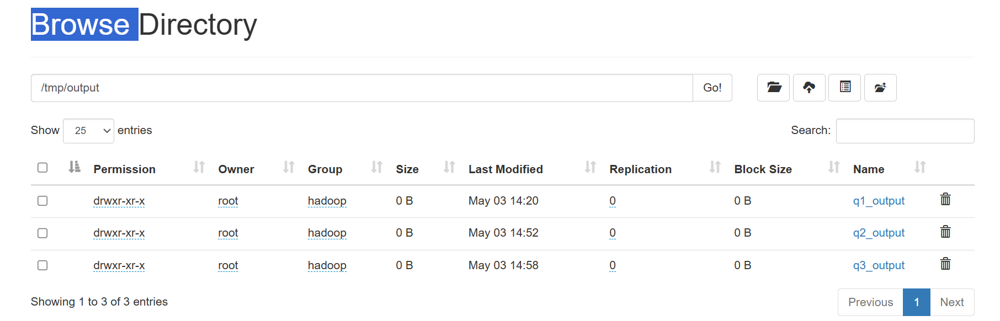 Browse Directory
/tmp/output Go!
Show 25 entries Search:
Permission Owner Group Size Last Modified Replication Block Size Name
drwxr-xr-x root hadoop 0 B May 03 14:20 0 0 B q1_output
drwxr-xr-x root hadoop 0 B May 03 14:52 0 0 B q2_output
drwxr-xr-x root hadoop 0 B May 03 14:58 0 0 B q3_output
Showing 1 to 3 of 3 entries Previous 1 Next